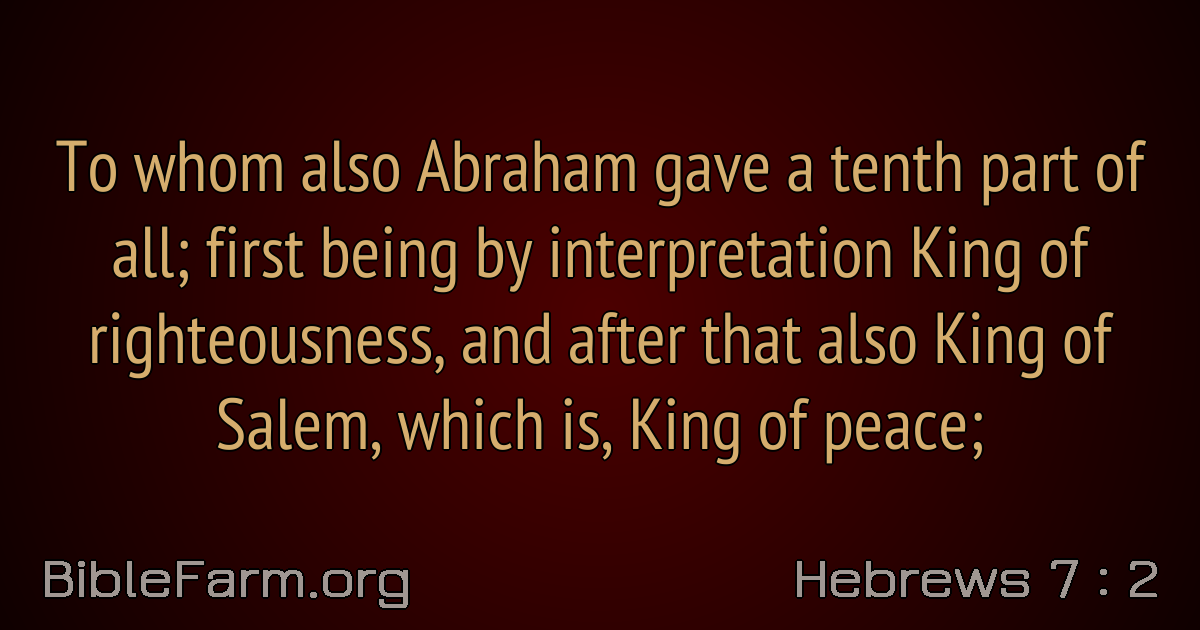 To whom also Abraham gave a tenth part of
all; first being by interpretation King of
righteousness, and after that also King of
Salem, which is, King of peace;
BibleFarm.org
Hebrews 7 : 2